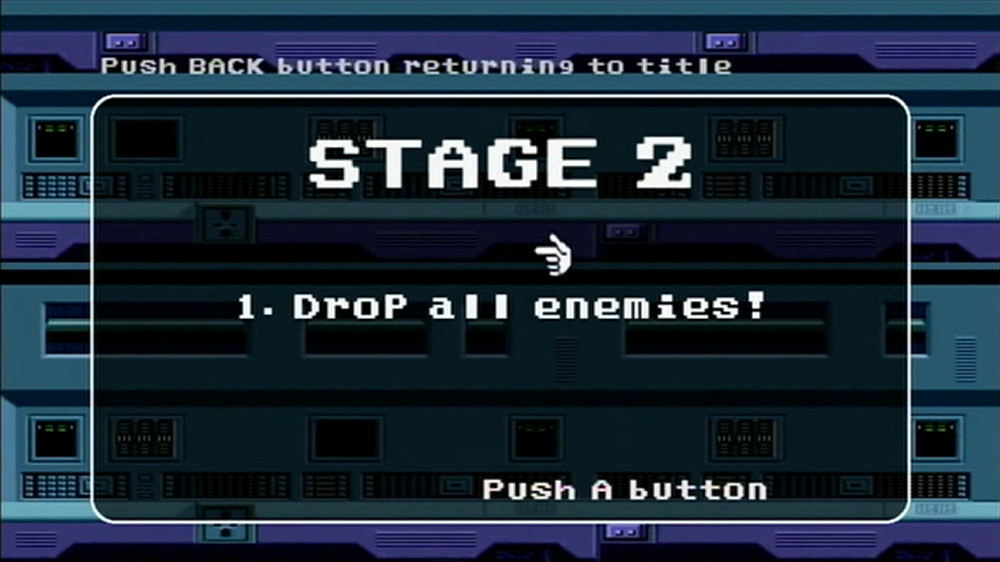 Push BACK button returning to title
STAGE 2
1. DroP all enemies!
Push A button